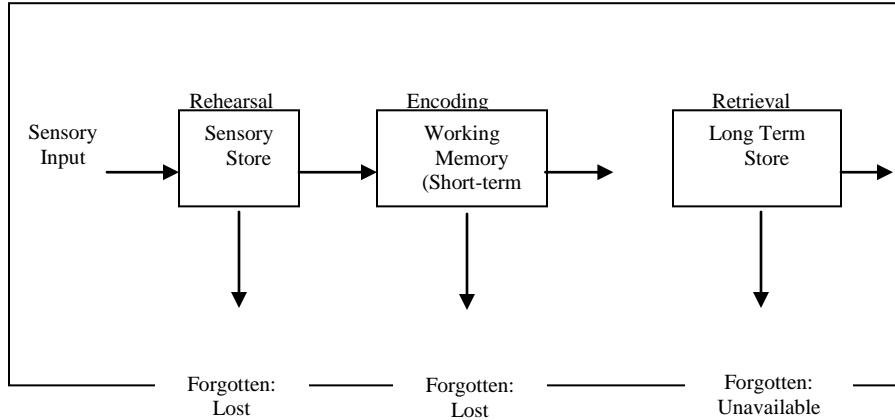 Rehearsal
Encoding
Retrieval
Sensory
Input
Sensory
Store
Working
Memory
(Short-term
Long Term
Store
Forgotten:
Lost
Forgotten:
Lost
Forgotten:
Unavailable